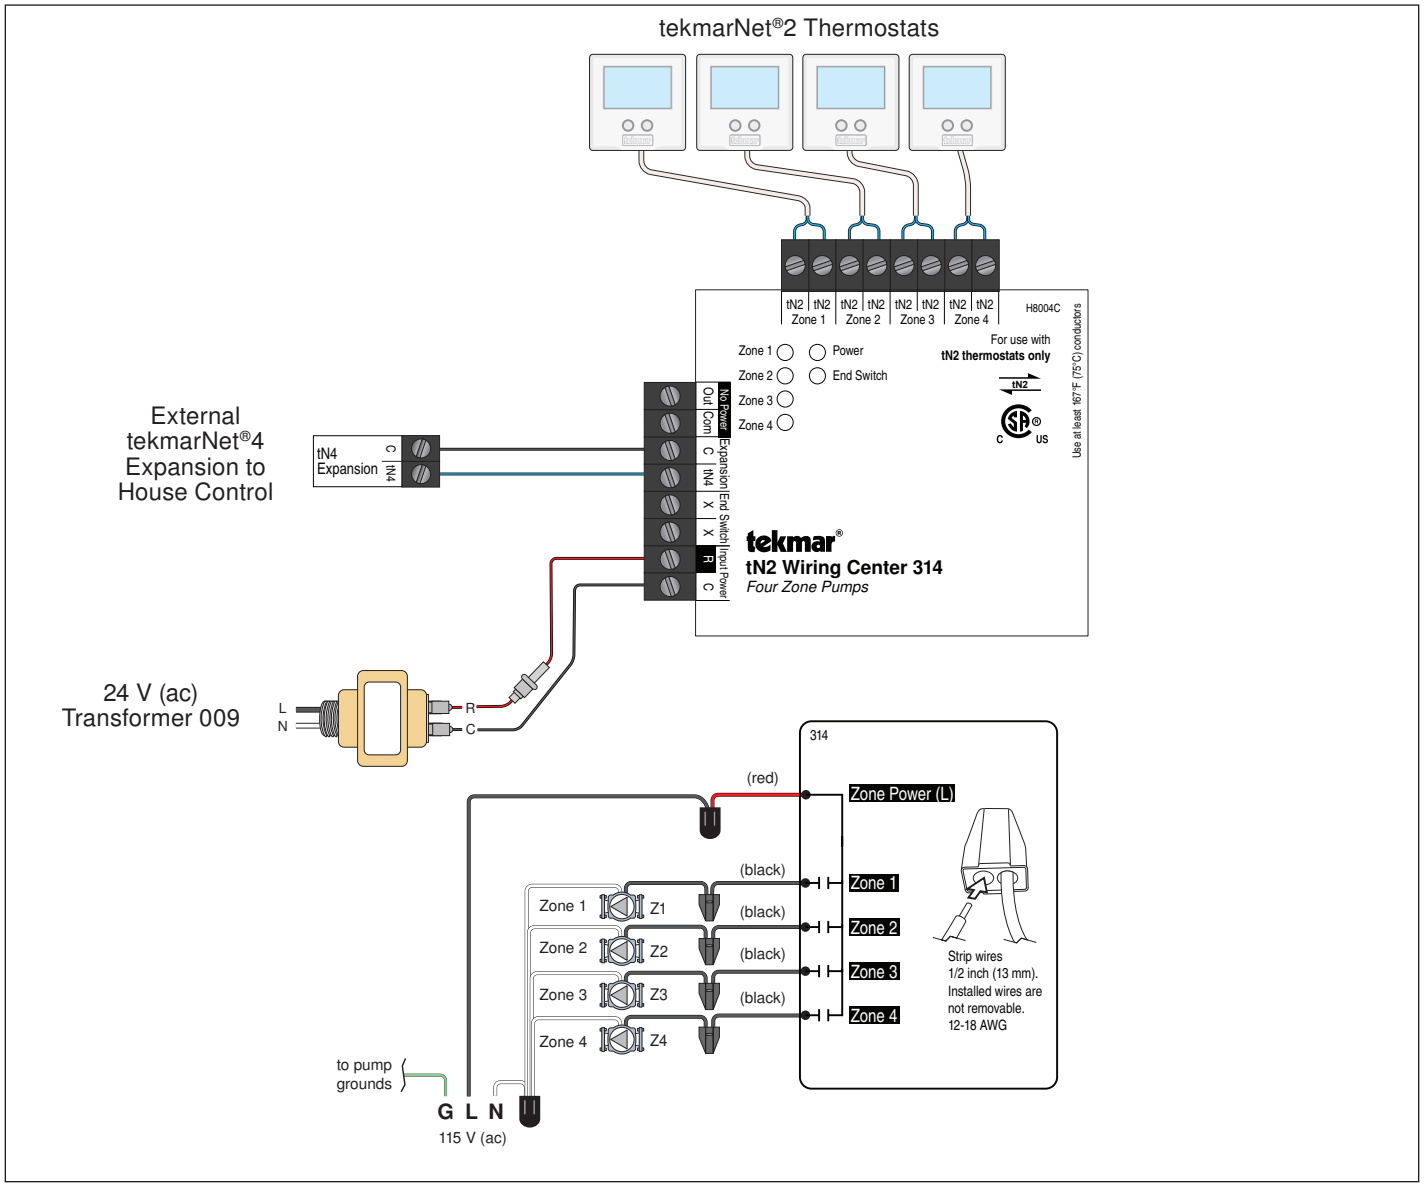 tekmarNet®2 Thermostats
tekmar tekmar tekmar tekmar
tN2 tN2 tN2 tN2 tN2 tN2 tN2 tN2
Zone 1 Zone 2 Zone 3 Zone 4
H8004C
Use at least 167°F (75°C) conductors
For use with
tN2 thermostats only
tN2
CSA®
C US
Zone 1 Power
Zone 2 End Switch
Zone 3
Zone 4
Out
Com
No Power
C
tN4
Expansion
X
X
End Switch
R
C
Input Power
tekmar®
tN2 Wiring Center 314
Four Zone Pumps
External
tekmarNet®4
Expansion to
House Control
tN4
Expansion
C
tN4
24 V (ac)
Transformer 009
L
N
R
C
314
(red)
Zone Power (L)
(black)
Zone 1
(black)
Zone 2
(black)
Zone 3
(black)
Zone 4
Zone 1 Z1
Zone 2 Z2
Zone 3 Z3
Zone 4 Z4
Strip wires
1/2 inch (13 mm).
Installed wires are
not removable.
12-18 AWG
to pump
grounds
G L N
115 V (ac)